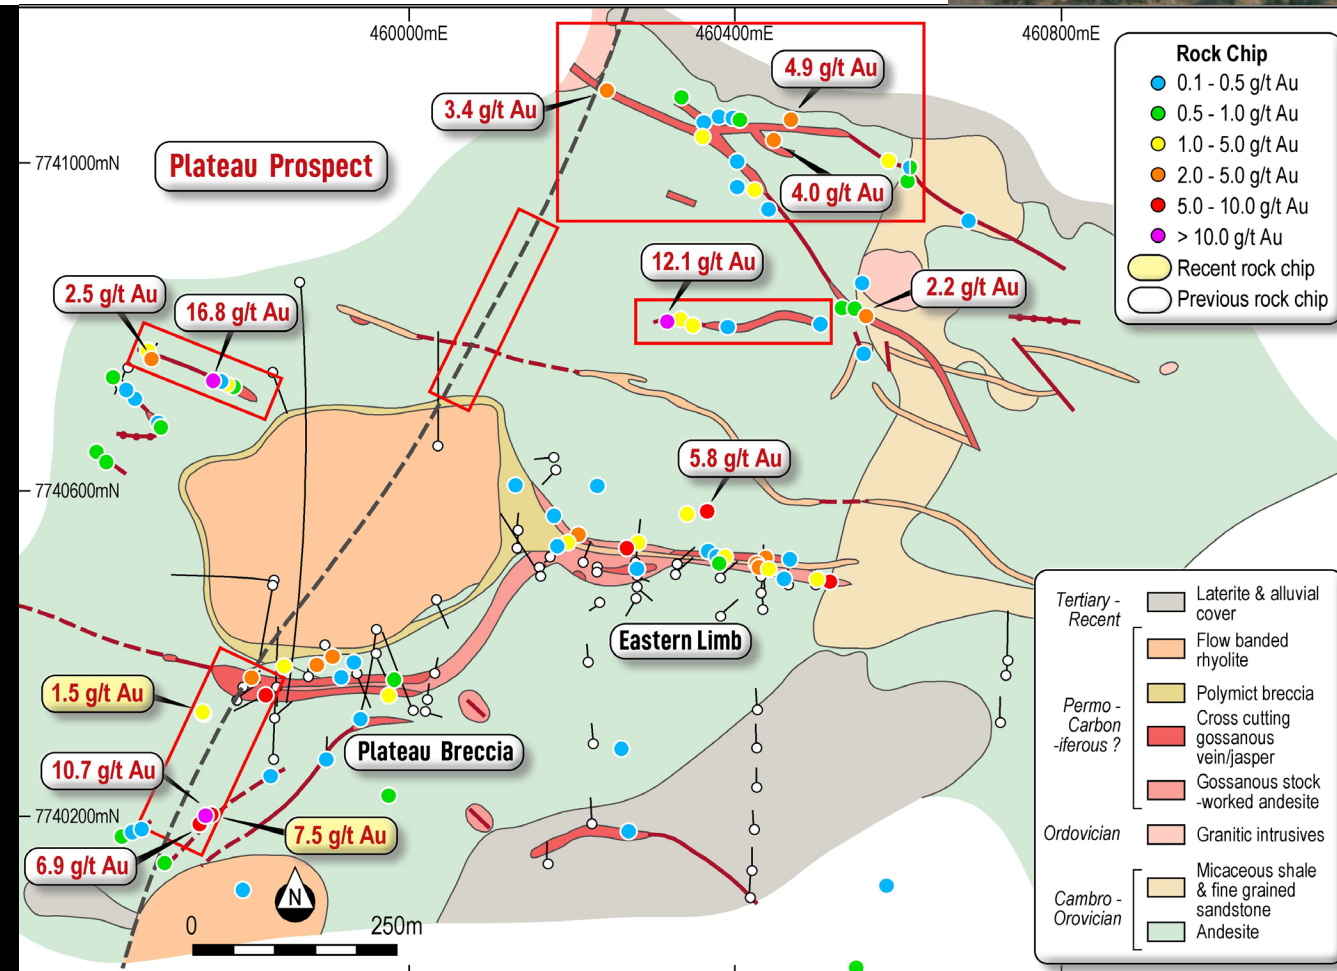 460000mE
460400mE
460800mE
7741000mN
7740600mN
7740200mN
Plateau Prospect
3.4 g/t Au
4.9 g/t Au
4.0 g/t Au
12.1 g/t Au
2.2 g/t Au
2.5 g/t Au
16.8 g/t Au
5.8 g/t Au
Eastern Limb
1.5 g/t Au
Plateau Breccia
10.7 g/t Au
7.5 g/t Au
6.9 g/t Au
N
0
250m
Rock Chip
0.1 - 0.5 g/t Au
0.5 - 1.0 g/t Au
1.0 - 5.0 g/t Au
2.0 - 5.0 g/t Au
5.0 - 10.0 g/t Au
> 10.0 g/t Au
Recent rock chip
Previous rock chip
Tertiary -
Recent
Laterite & alluvial
cover
Permo -
Carbon
-iferous ?
Flow banded
rhyolite
Polymict breccia
Cross cutting
gossanous
vein/jasper
Gossanous stock
-worked andesite
Ordovician
Granitic intrusives
Cambro -
Orovician
Micaceous shale
& fine grained
sandstone
Andesite